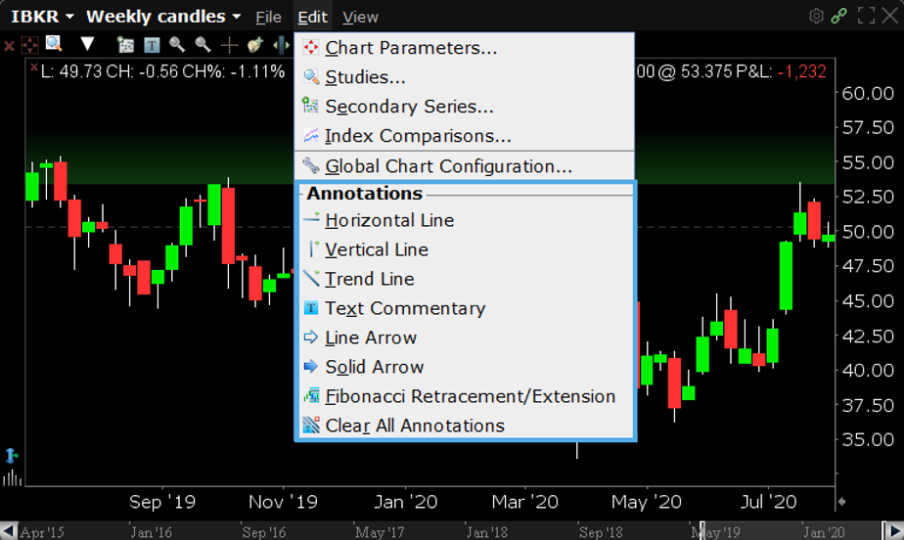 IBKR Weekly candles File Edit View
L: 49.73 CH: -0.56 CH%: -1.11%
00 @ 53.375 P&L: -1,232
Chart Parameters...
Studies...
Secondary Series...
Index Comparisons...
Global Chart Configuration...
Annotations
Horizontal Line
Vertical Line
Trend Line
T Text Commentary
Line Arrow
Solid Arrow
Fibonacci Retracement/Extension
Clear All Annotations
60.00
57.50
55.00
52.50
50.00
47.50
45.00
42.50
40.00
37.50
35.00
Sep '19 Nov '19 Jan '20 Mar '20 May '20 Jul '20
Apr '15 Jan '16 Sep '16 May '17 Jan '18 Sep '18 May '19 Jan '20